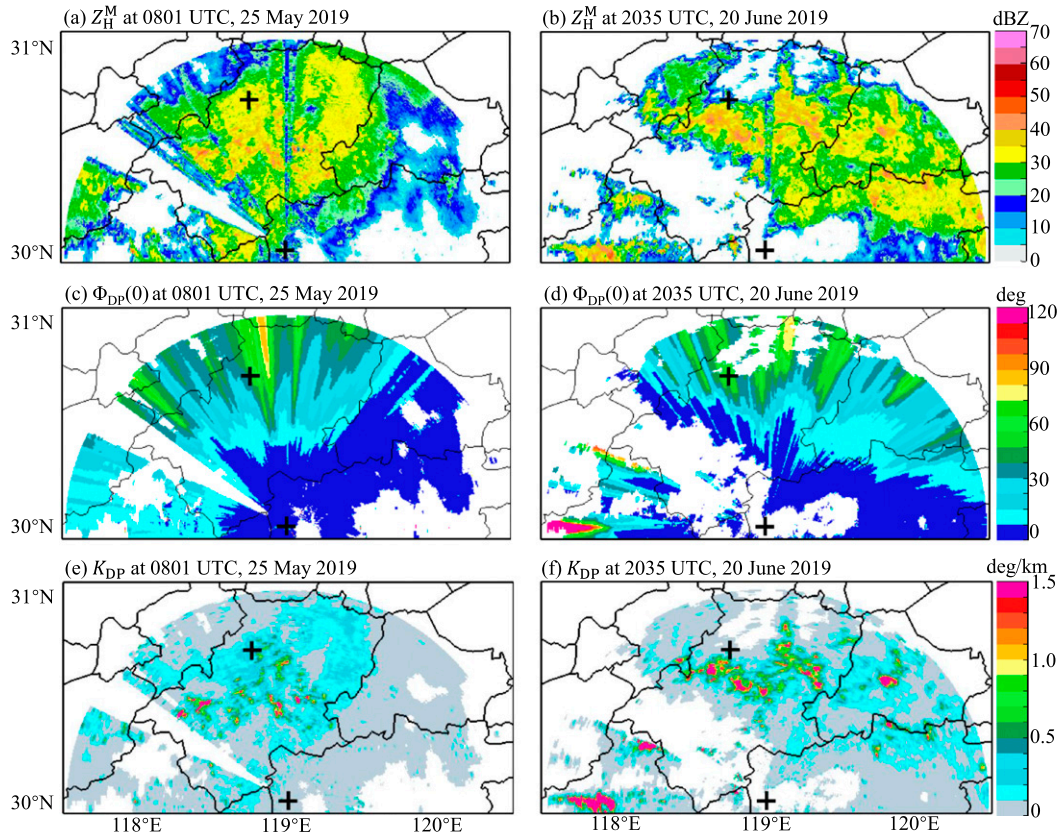 (a) Z_H^M at 0801 UTC, 25 May 2019
(b) Z_H^M at 2035 UTC, 20 June 2019
dBZ
31°N
30°N
70
60
50
40
30
20
10
0
(c) Φ_DP(0) at 0801 UTC, 25 May 2019
(d) Φ_DP(0) at 2035 UTC, 20 June 2019
deg
31°N
30°N
120
90
60
30
0
(e) K_DP at 0801 UTC, 25 May 2019
(f) K_DP at 2035 UTC, 20 June 2019
deg/km
31°N
30°N
1.5
1.0
0.5
0
118°E 119°E 120°E
118°E 119°E 120°E